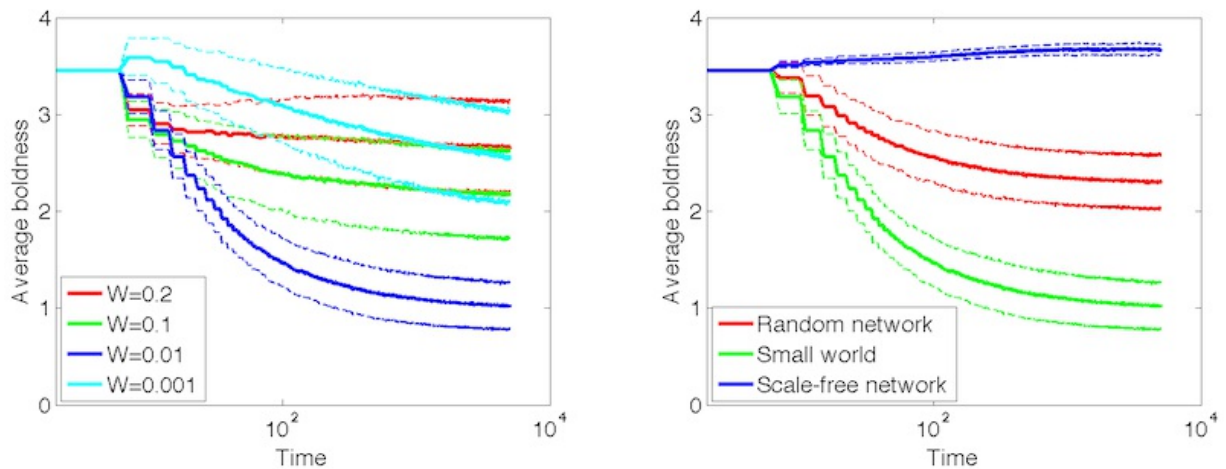 4
3
2
1
0
Average boldness
W=0.2
W=0.1
W=0.01
W=0.001
10²
10⁴
Time
4
3
2
1
0
Average boldness
Random network
Small world
Scale-free network
10²
10⁴
Time